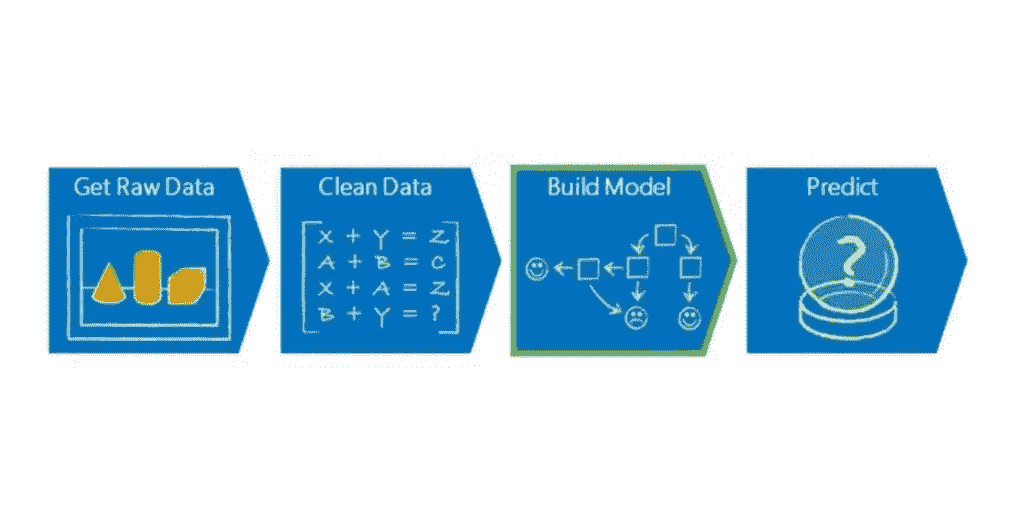 Get Raw Data
Clean Data
X + Y = Z
A + B = C
X + A = Z
B + Y = ?
Build Model
Predict
?